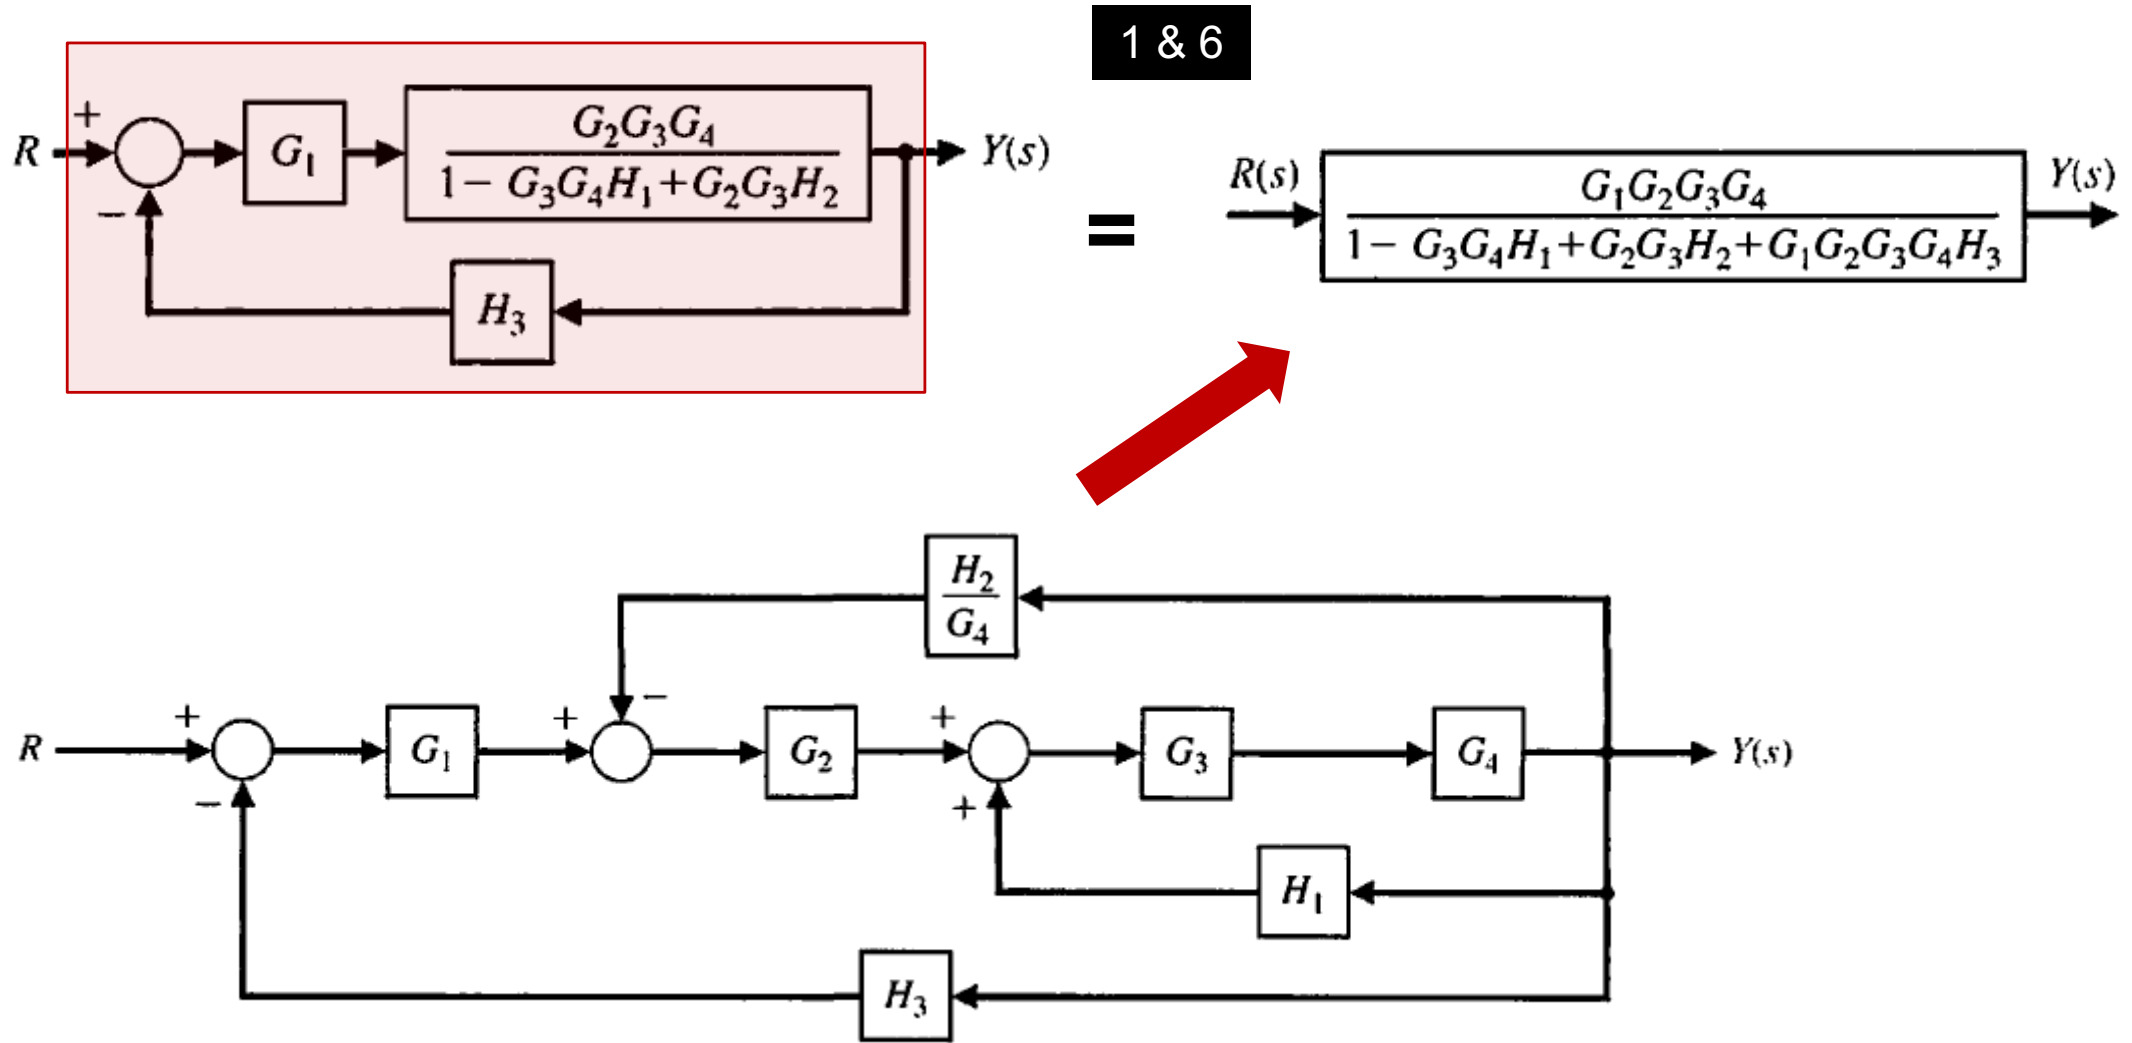 1 & 6
+
R
G₁
G₂G₃G₄
1 − G₃G₄H₁+G₂G₃H₂
Y(s)
−
H₃
=
R(s)
G₁G₂G₃G₄
1 − G₃G₄H₁+G₂G₃H₂+G₁G₂G₃G₄H₃
Y(s)
H₂
G₄
−
R
+
G₁
+
G₂
+
G₃
G₄
Y(s)
−
+
H₁
H₃